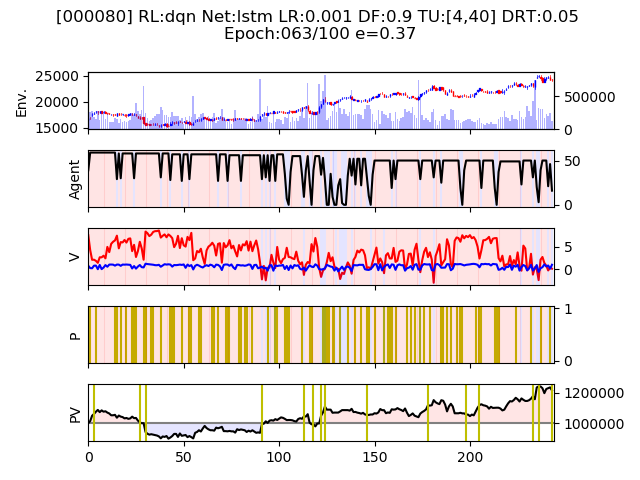 [000080] RL:dqn Net:lstm LR:0.001 DF:0.9 TU:[4,40] DRT:0.05
Epoch:063/100 e=0.37
Env.
25000
20000
15000
500000
0
Agent
50
0
V
5
0
P
1
0
PV
1200000
1000000
0 50 100 150 200